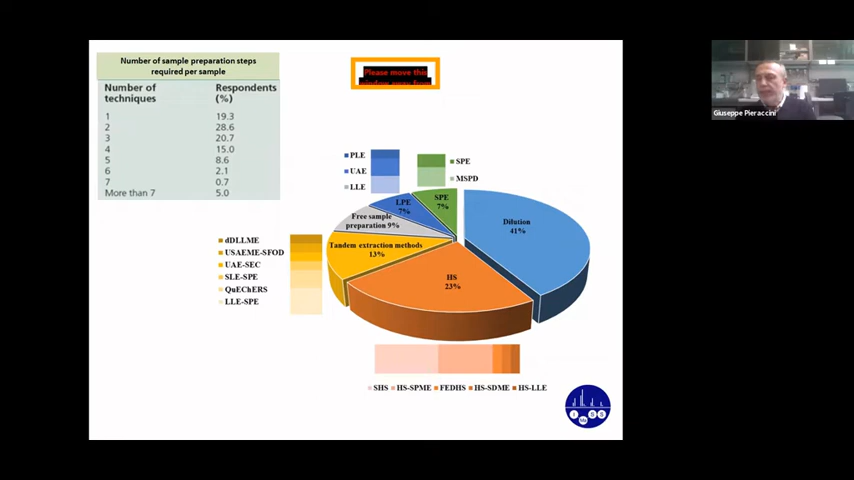 Number of sample preparation steps
required per sample
Number of techniques Respondents (%)
1 19.3
2 28.6
3 20.7
4 15.0
5 8.6
6 2.1
7 0.7
More than 7 5.0
Please move this
window away from
Giuseppe Pieraccini
PLE
UAE
LLE
SPE
MSPD
LPE
7%
SPE
7%
Dilution
41%
Free sample
preparation 9%
Tandem extraction methods
13%
HS
23%
dDLLME
USAEME-SFOD
UAE-SEC
SLE-SPE
QuEChERS
LLE-SPE
SHS HS-SPME FEDHS HS-SDME HS-LLE